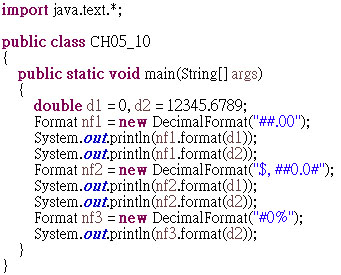 import java.text.*;
public class CH05_10
{
public static void main(String[] args)
{
double d1 = 0, d2 = 12345.6789;
Format nf1 = new DecimalFormat("##.00");
System.out.println(nf1.format(d1));
System.out.println(nf1.format(d2));
Format nf2 = new DecimalFormat("$, ##0.0#");
System.out.println(nf2.format(d1));
System.out.println(nf2.format(d2));
Format nf3 = new DecimalFormat("#0%");
System.out.println(nf3.format(d2));
}
}